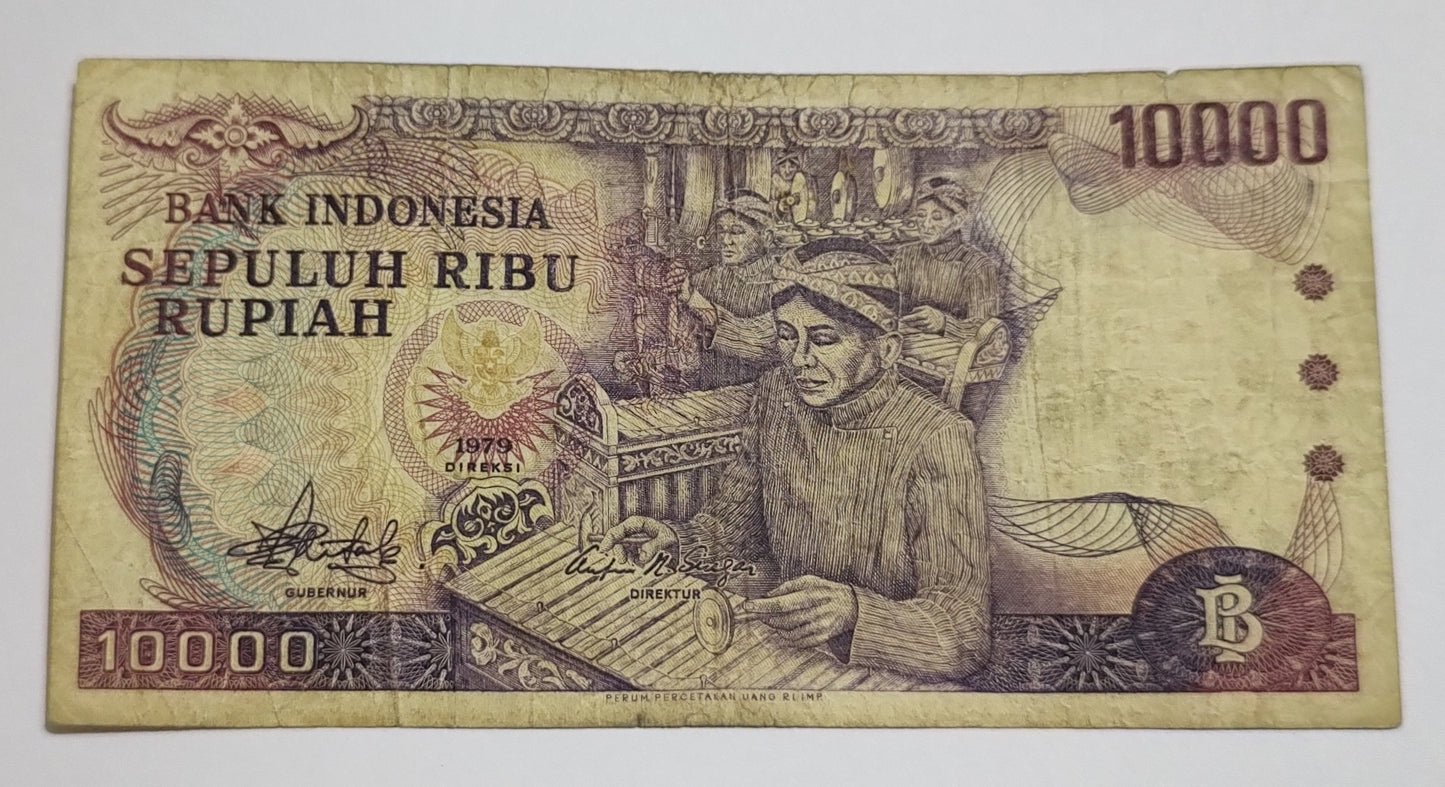 10000
BANK INDONESIA
SEPULUH RIBU
RUPIAH
1979
DIREKSI
GUBERNUR
DIREKTUR
10000
PERUM PERCETAKAN UANG RI. IMP.